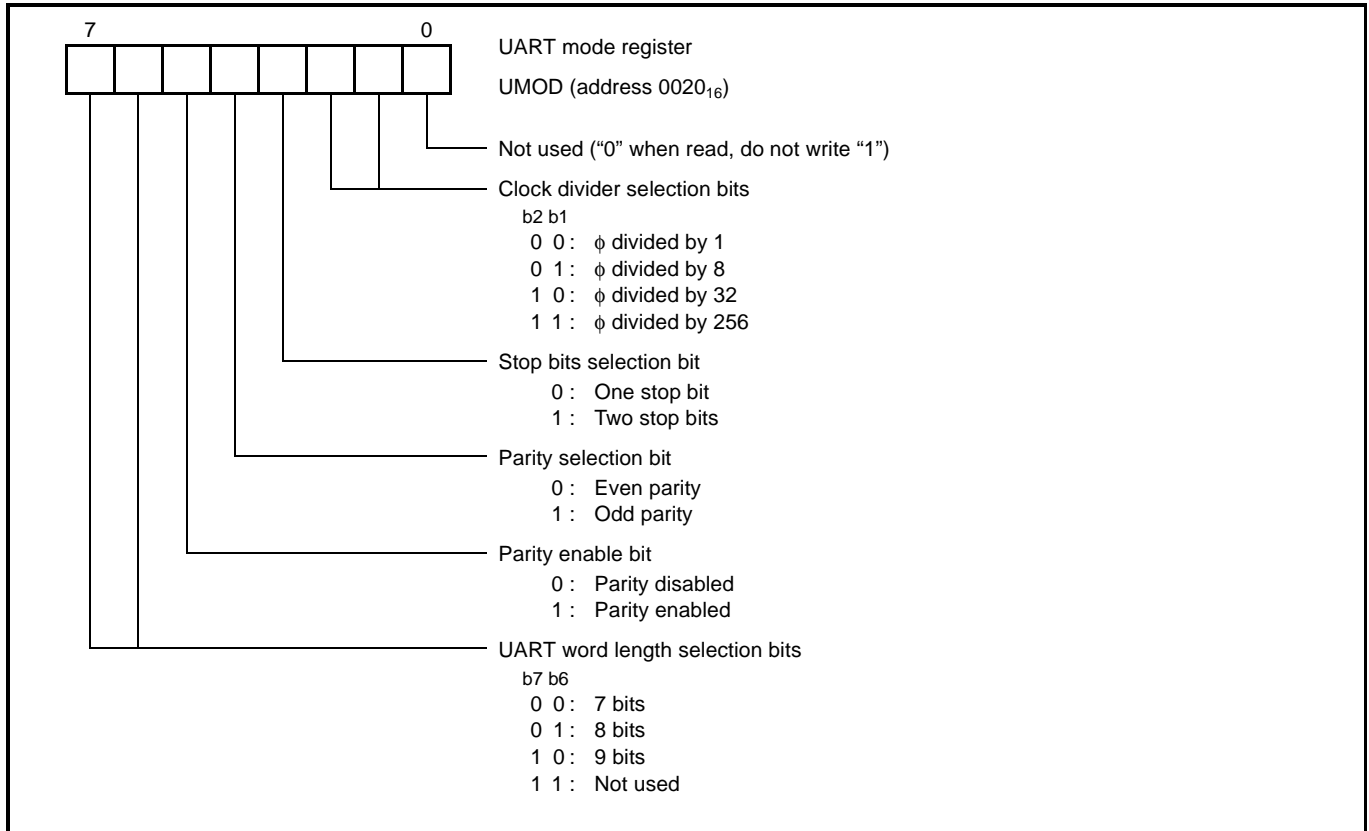 7 0
UART mode register
UMOD (address 0020₁₆)
Not used (“0” when read, do not write “1”)
Clock divider selection bits
b2 b1
0 0 : ϕ divided by 1
0 1 : ϕ divided by 8
1 0 : ϕ divided by 32
1 1 : ϕ divided by 256
Stop bits selection bit
0 : One stop bit
1 : Two stop bits
Parity selection bit
0 : Even parity
1 : Odd parity
Parity enable bit
0 : Parity disabled
1 : Parity enabled
UART word length selection bits
b7 b6
0 0 : 7 bits
0 1 : 8 bits
1 0 : 9 bits
1 1 : Not used